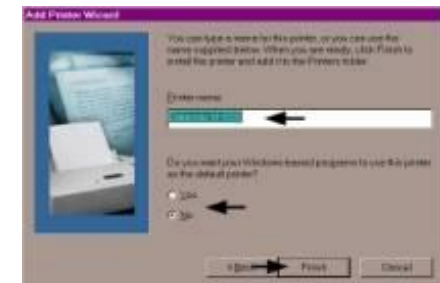 Add Printer Wizard
You can type a name for this printer, or you can use the
name supplied below. When you are ready, click Finish to
install the printer and add it to the Printers folder.
Printer name:
Do you want your Windows-based programs to use this printer
as the default printer?
Yes
No
< Back
Finish
Cancel